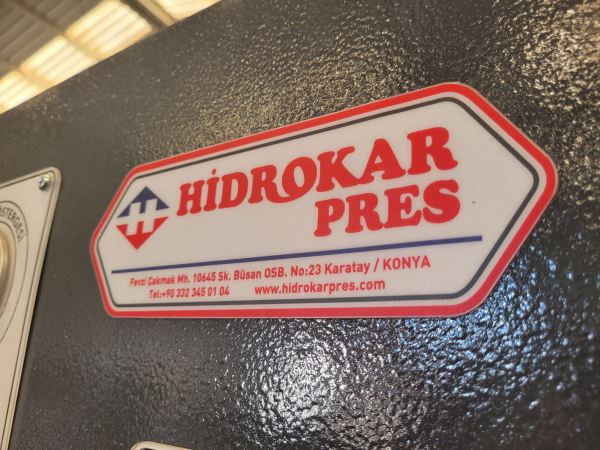 HİDROKAR
PRES
Fevzi Çakmak Mh. 10645 Sk. Büsan OSB. No:23 Karatay / KONYA
Tel:+90 332 345 01 04 www.hidrokarpres.com